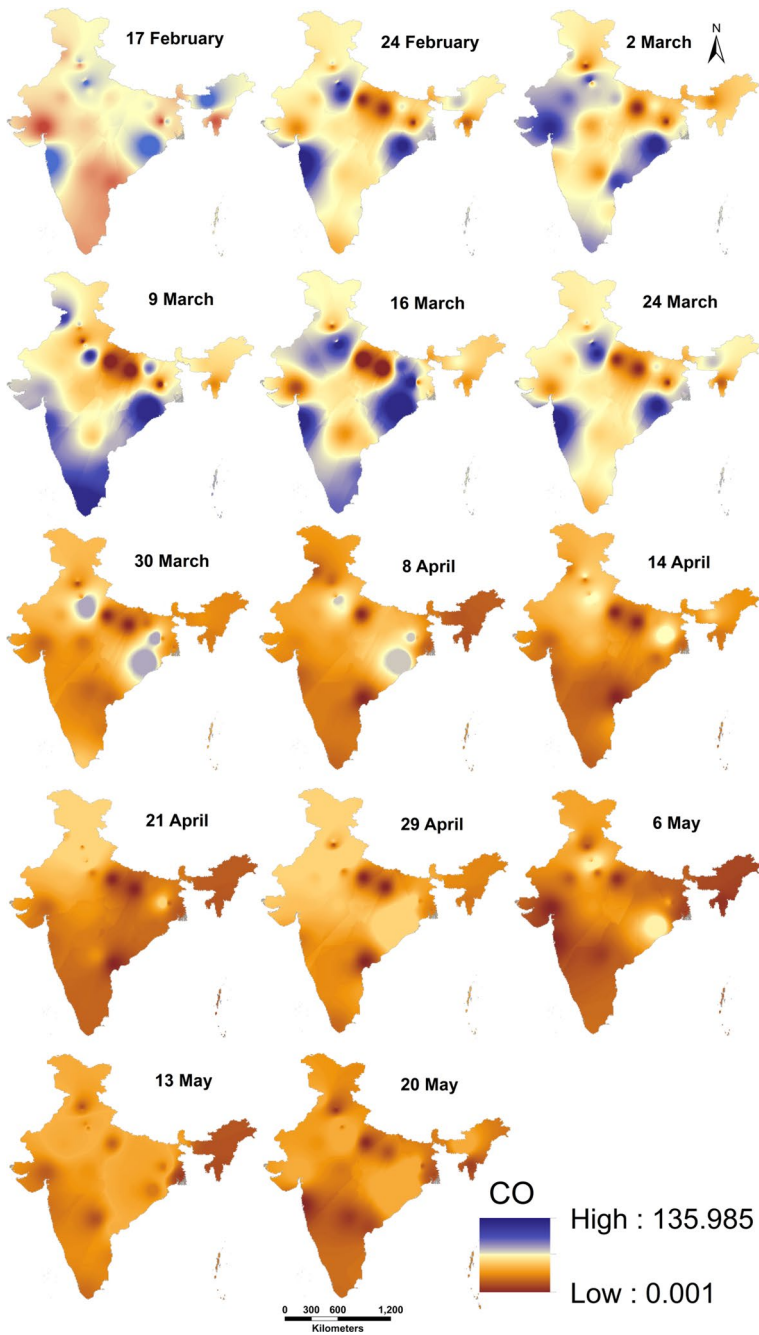 17 February
24 February
2 March
N
9 March
16 March
24 March
30 March
8 April
14 April
21 April
29 April
6 May
13 May
20 May
CO
High : 135.985
Low : 0.001
0 300 600 1,200
Kilometers